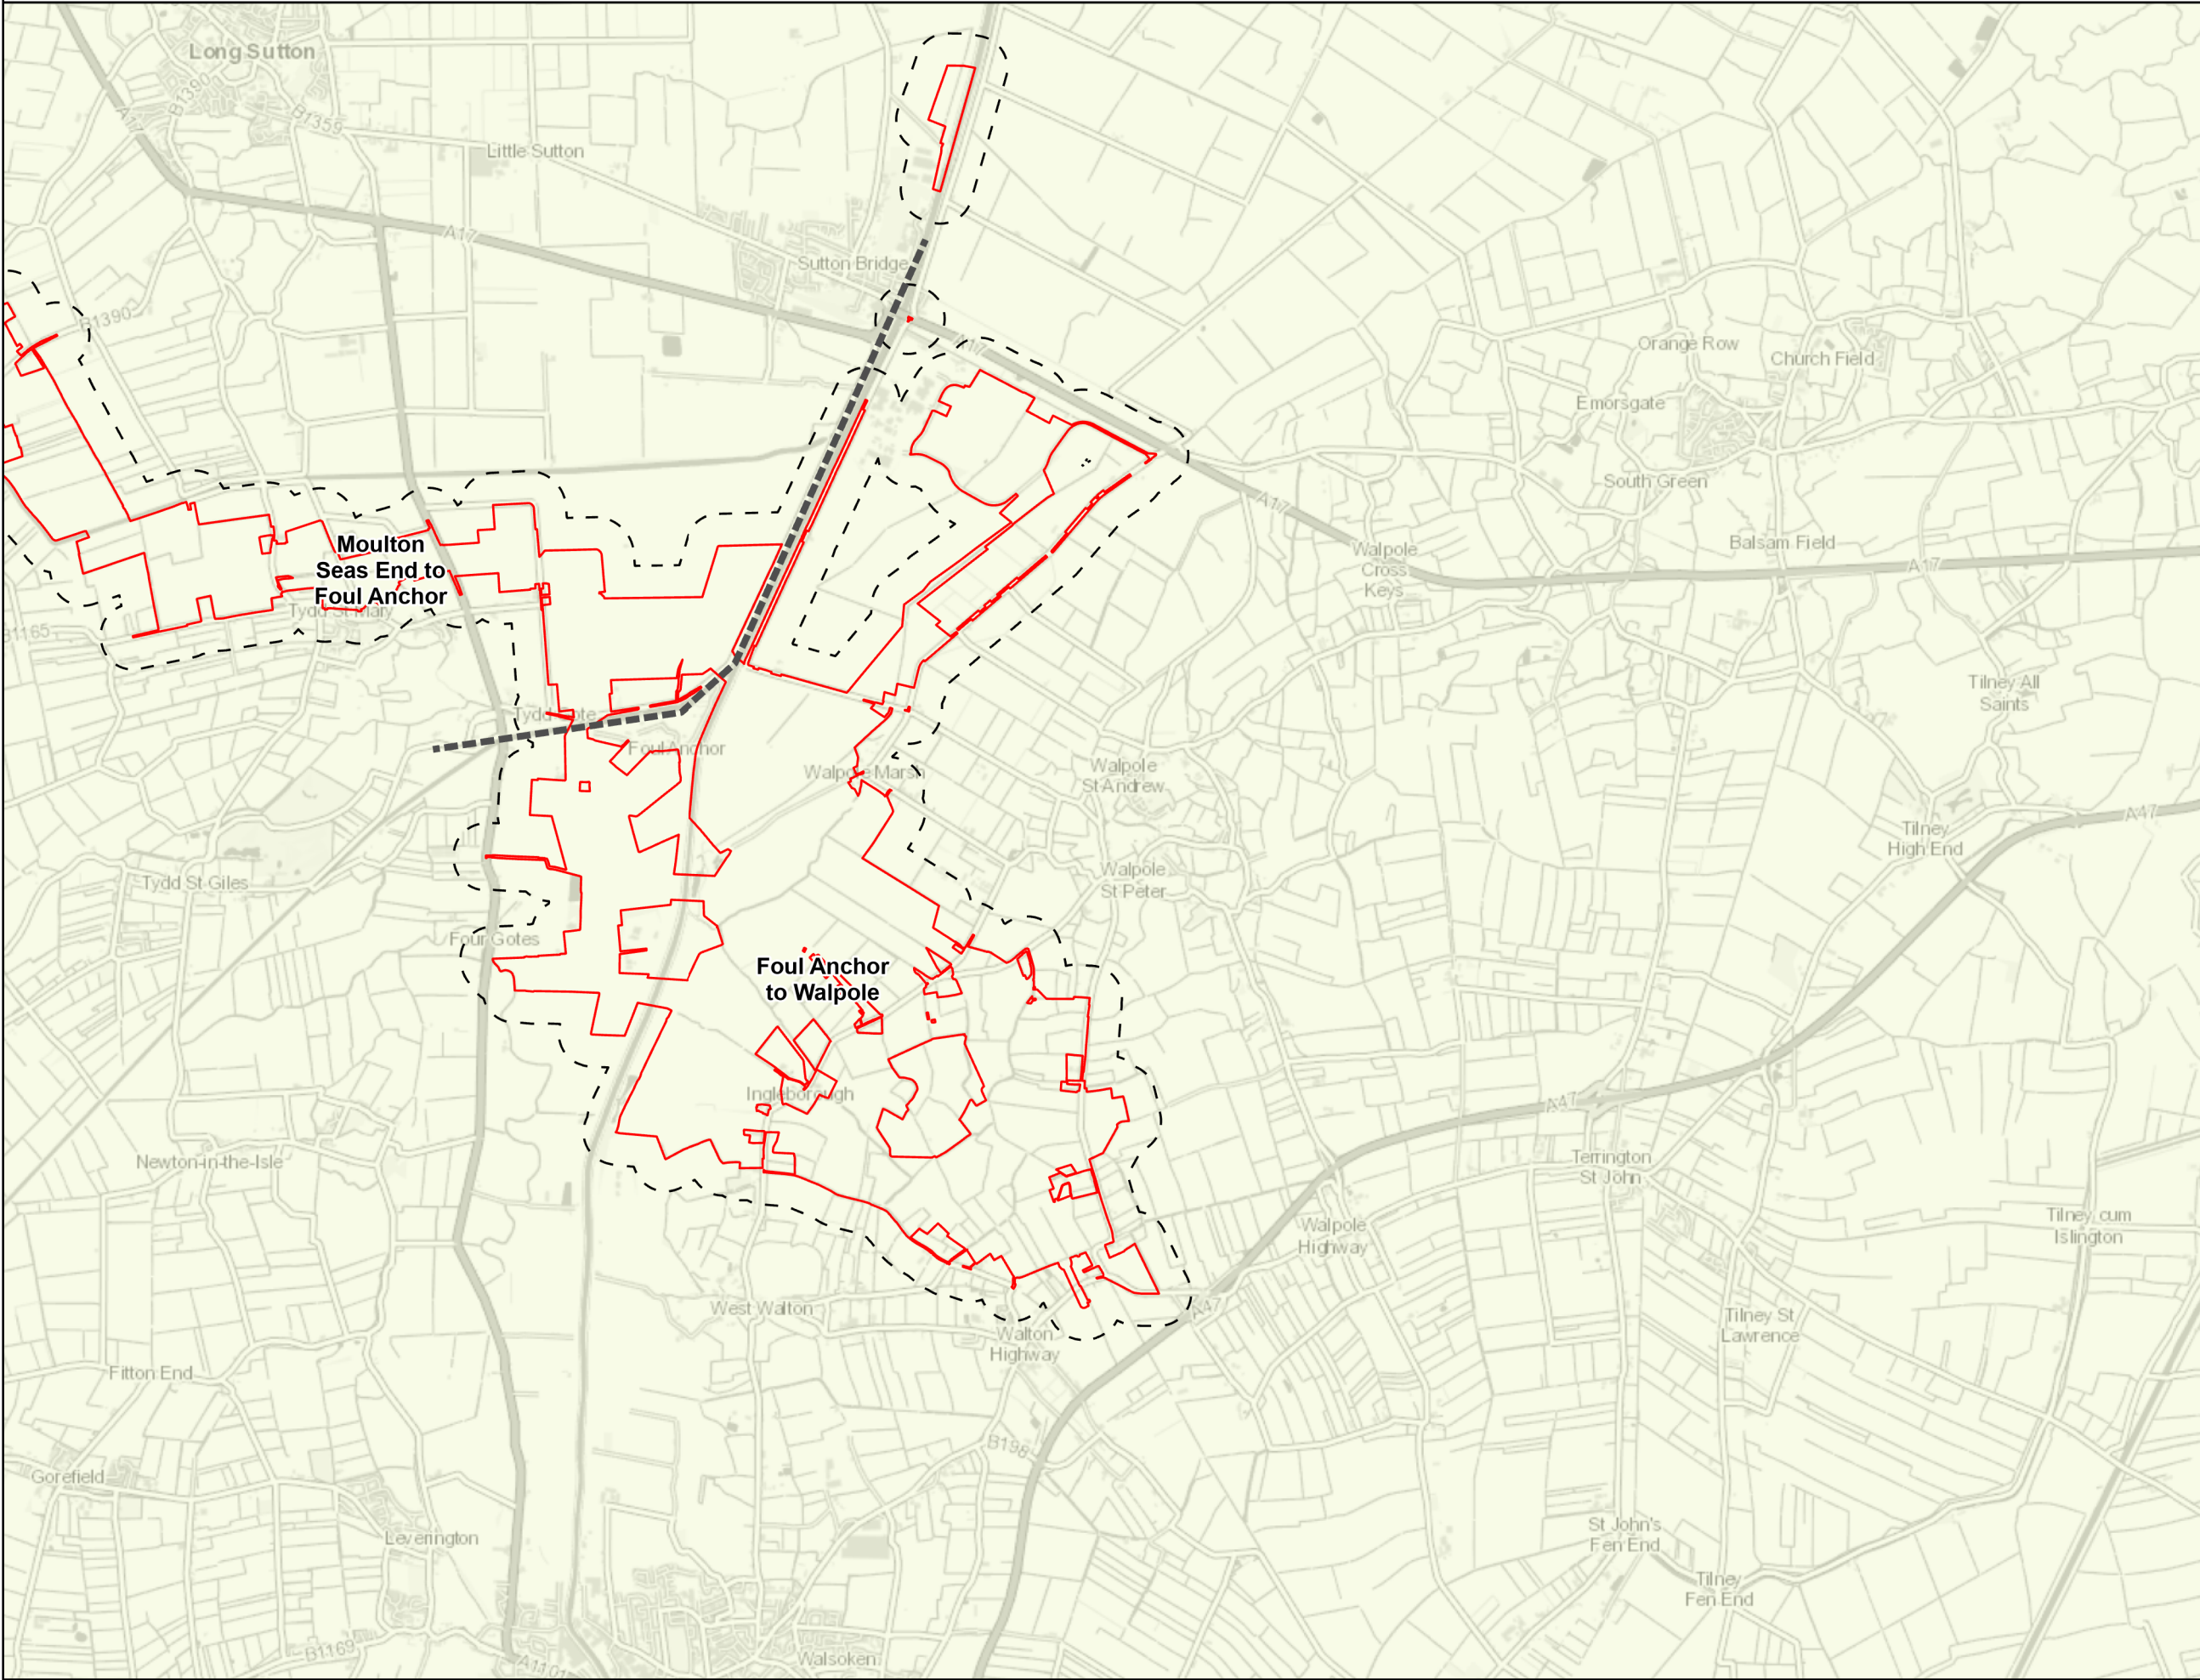 Long Sutton
B1390
B1359
A17
Little Sutton
A17
Sutton Bridge
B1390
A17
Orange Row
Church Field
Emorsgate
South Green
A17
Balsam Field
Walpole
Cross
Keys
A17
Moulton
Seas End to
Foul Anchor
Tydd St Mary
B1165
Tilney All
Saints
Tydd Gote
Foul Anchor
Walpole Marsh
Walpole
St Andrew
A47
Tilney
High End
Walpole
St Peter
Tydd St Giles
Four Gotes
Foul Anchor
to Walpole
Ingleborough
A47
Newton-in-the-Isle
Terrington
St John
Walpole
Highway
Tilney cum
Islington
West Walton
A47
Walton
Highway
Tilney St
Lawrence
Fitton End
B198
Gorefield
Leverington
St John's
Fen End
Tilney
Fen End
B1169
A1101
Walsoken